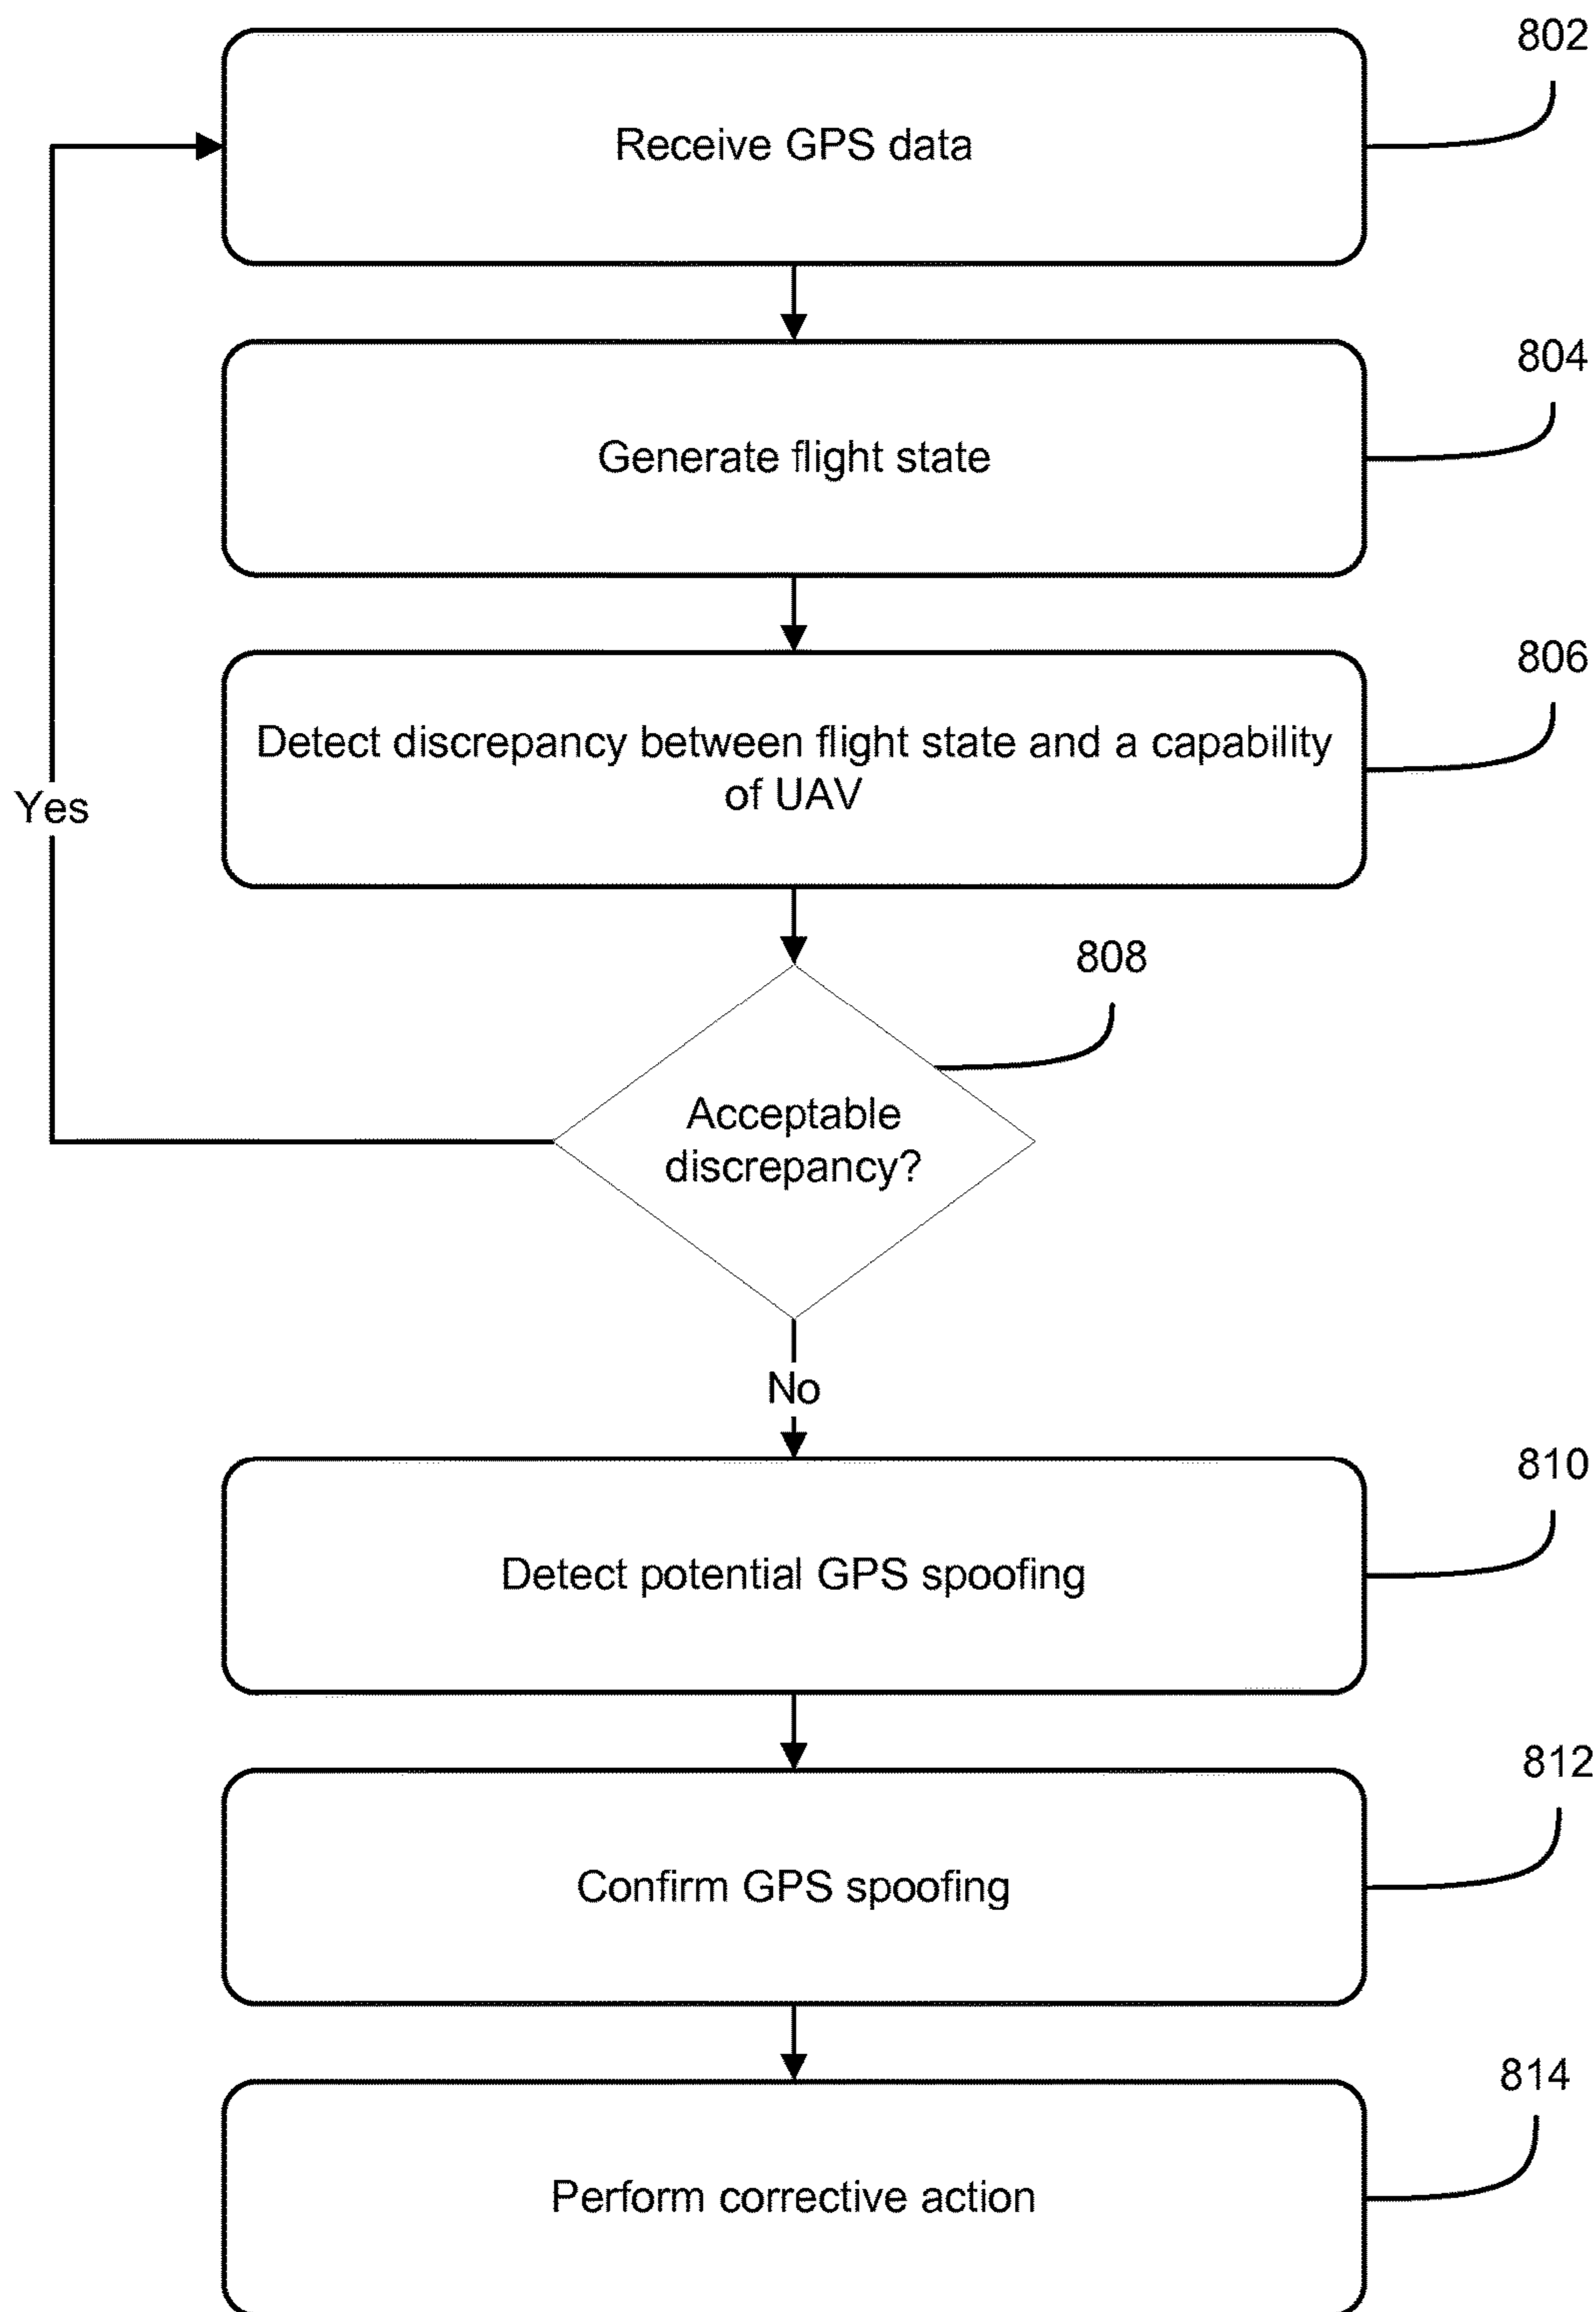 802
Receive GPS data
804
Generate flight state
806
Detect discrepancy between flight state and a capability
of UAV
Yes
808
Acceptable
discrepancy?
No
810
Detect potential GPS spoofing
812
Confirm GPS spoofing
814
Perform corrective action